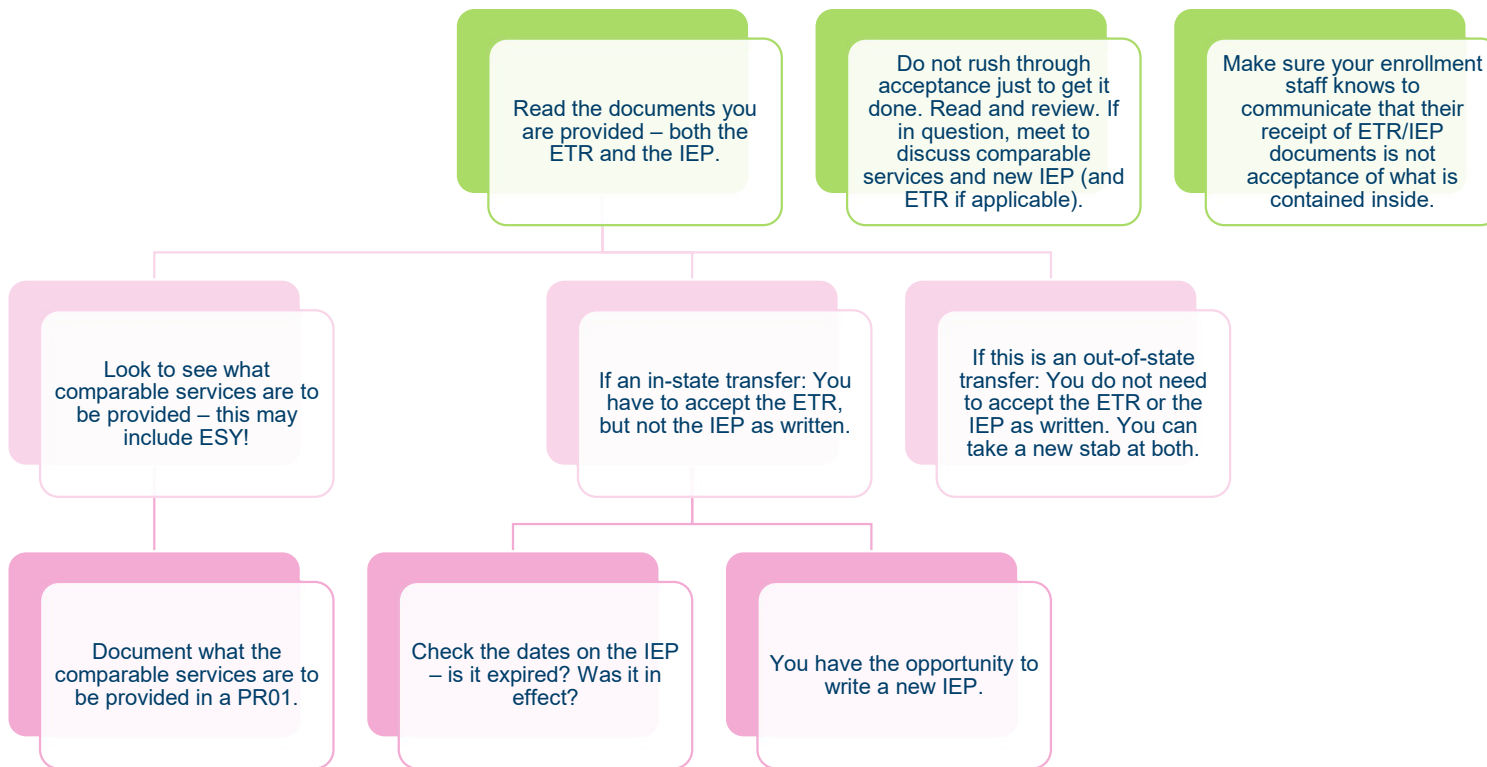 Read the documents you
are provided – both the
ETR and the IEP.
Do not rush through
acceptance just to get it
done. Read and review. If
in question, meet to
discuss comparable
services and new IEP (and
ETR if applicable).
Make sure your enrollment
staff knows to
communicate that their
receipt of ETR/IEP
documents is not
acceptance of what is
contained inside.
Look to see what
comparable services are to
be provided – this may
include ESY!
If an in-state transfer: You
have to accept the ETR,
but not the IEP as written.
If this is an out-of-state
transfer: You do not need
to accept the ETR or the
IEP as written. You can
take a new stab at both.
Document what the
comparable services are to
be provided in a PR01.
Check the dates on the IEP
– is it expired? Was it in
effect?
You have the opportunity to
write a new IEP.